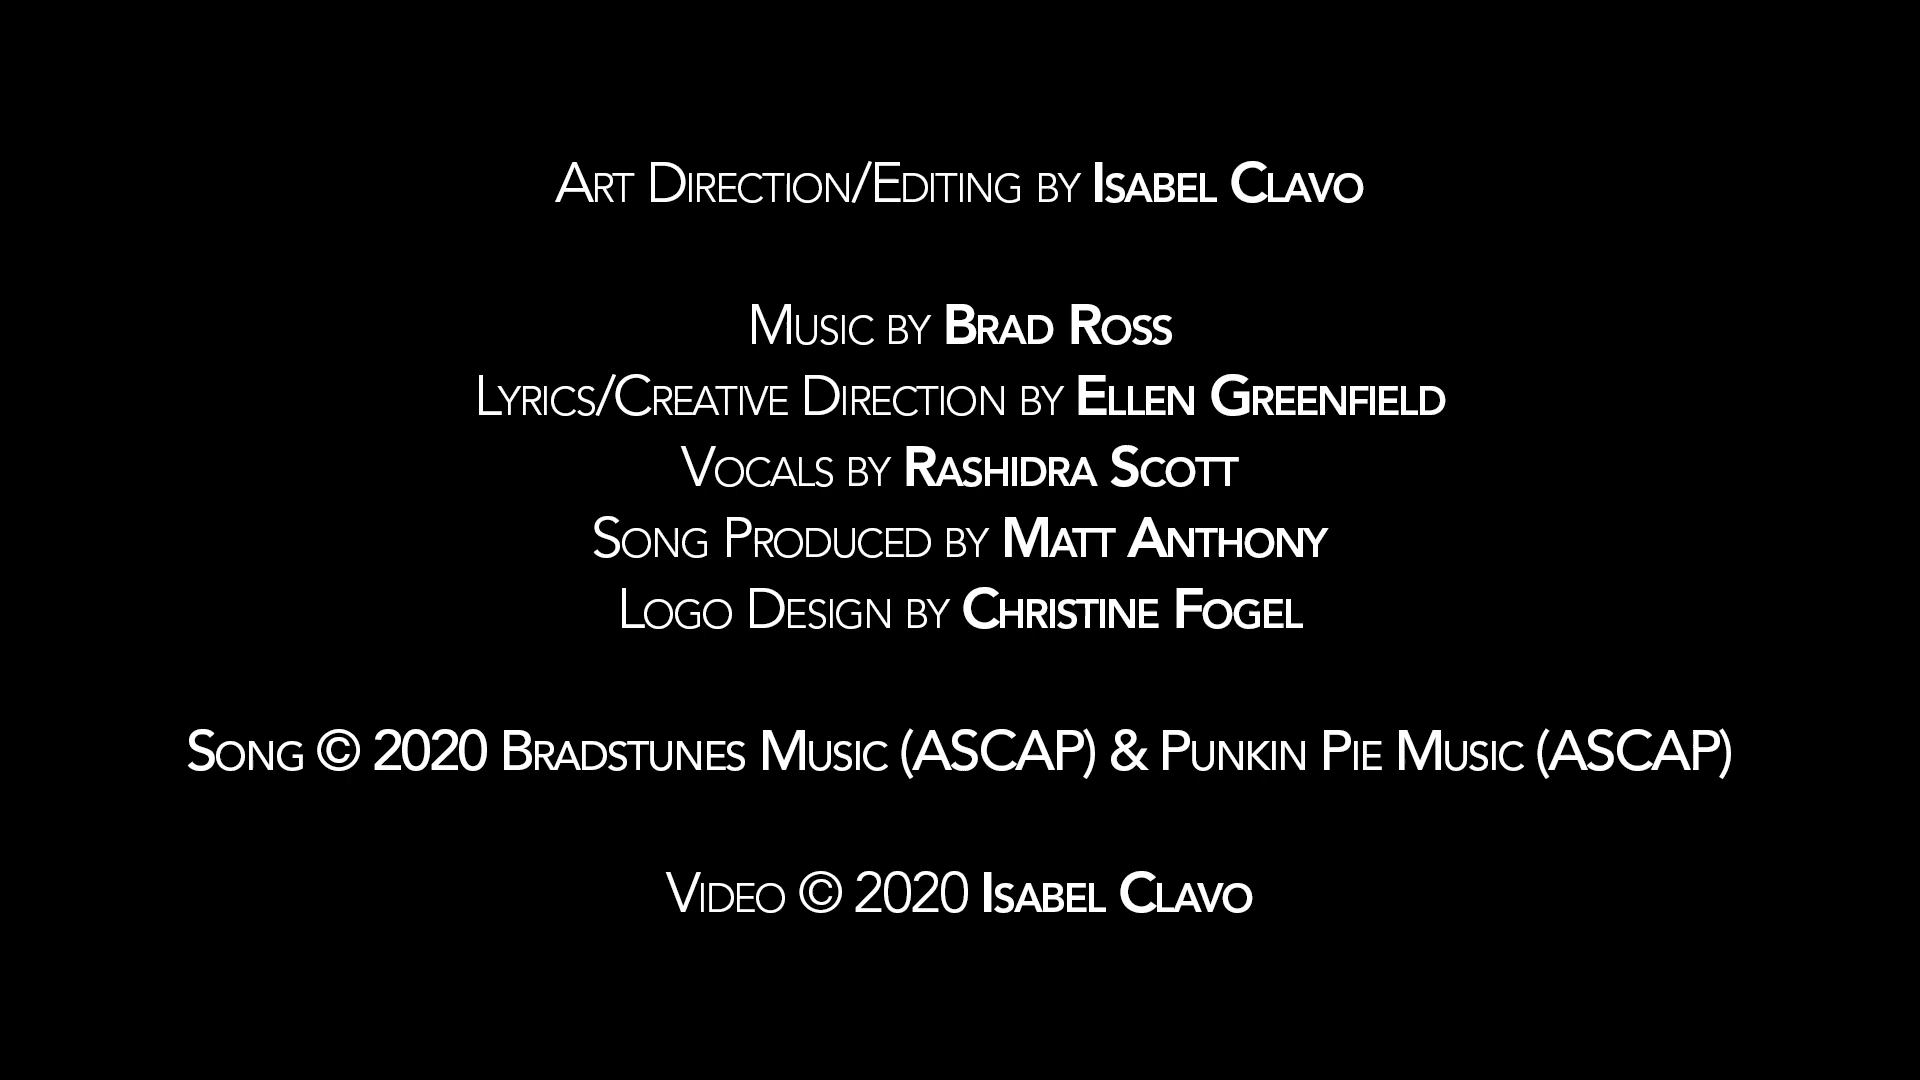 Art Direction/Editing by Isabel Clavo
Music by Brad Ross
Lyrics/Creative Direction by Ellen Greenfield
Vocals by Rashidra Scott
Song Produced by Matt Anthony
Logo Design by Christine Fogel
Song © 2020 Bradstunes Music (ASCAP) & Punkin Pie Music (ASCAP)
Video © 2020 Isabel Clavo